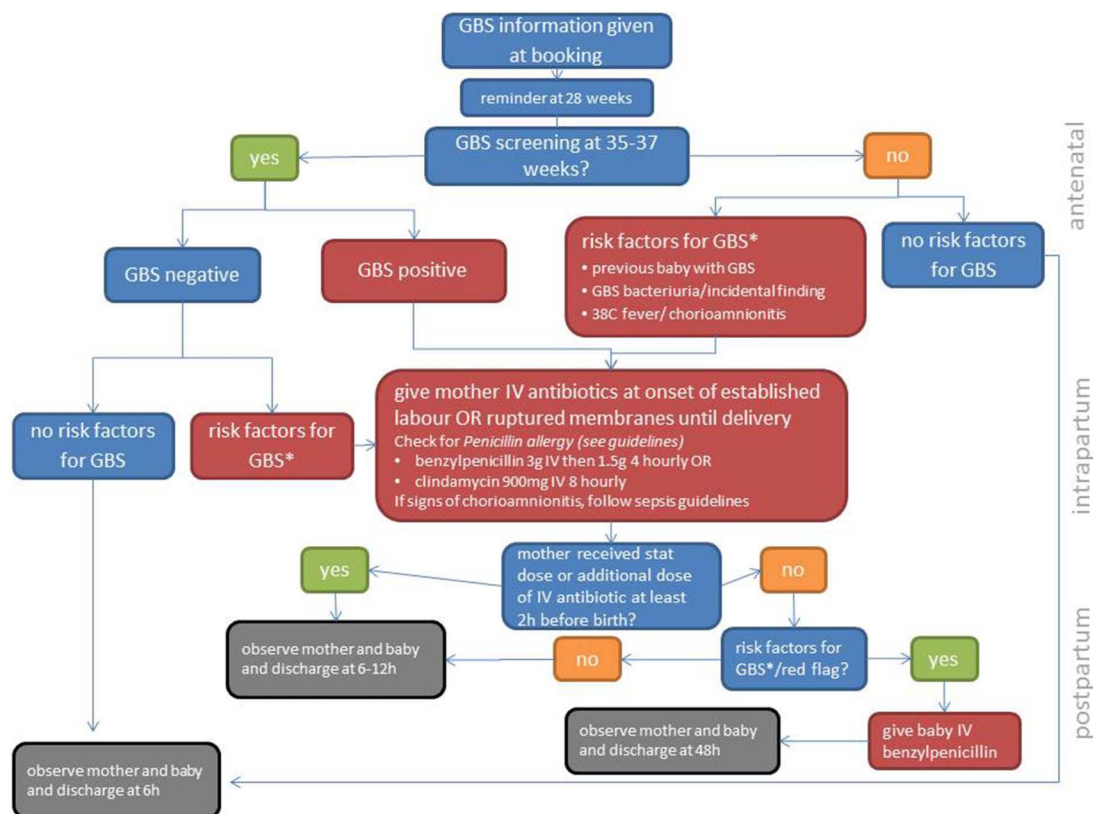 GBS information given
at booking
reminder at 28 weeks
GBS screening at 35-37
weeks?
yes
no
antenatal
GBS negative
GBS positive
risk factors for GBS*
• previous baby with GBS
• GBS bacteriuria/incidental finding
• 38C fever/ chorioamnionitis
no risk factors
for GBS
no risk factors
for GBS
risk factors for
GBS*
give mother IV antibiotics at onset of established
labour OR ruptured membranes until delivery
Check for Penicillin allergy (see guidelines)
• benzylpenicillin 3g IV then 1.5g 4 hourly OR
• clindamycin 900mg IV 8 hourly
If signs of chorioamnionitis, follow sepsis guidelines
intrapartum
yes
mother received stat
dose or additional dose
of IV antibiotic at least
2h before birth?
no
observe mother and baby
and discharge at 6-12h
no
risk factors for
GBS*/red flag?
yes
postpartum
observe mother and baby
and discharge at 48h
give baby IV
benzylpenicillin
observe mother and baby
and discharge at 6h